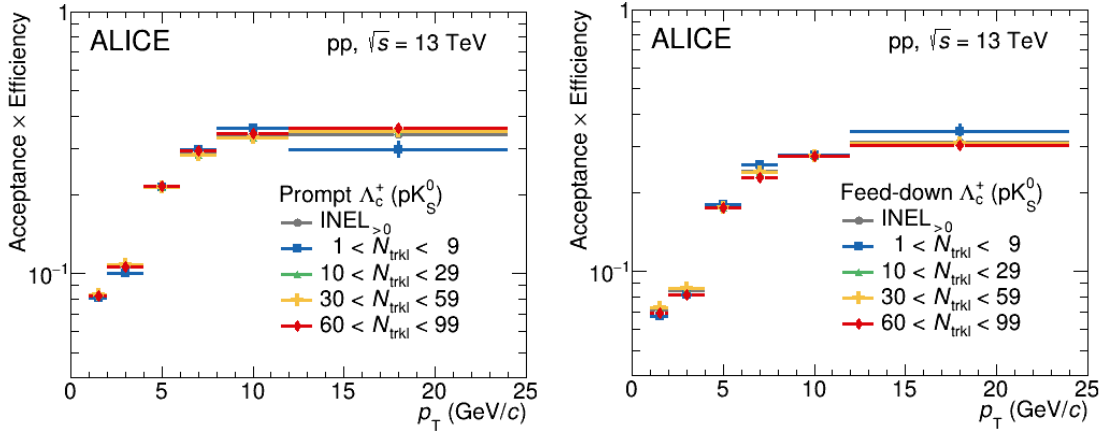 ALICE
pp, √s = 13 TeV
Acceptance × Efficiency
1
10⁻¹
Prompt Λc⁺ (pK⁰S)
INEL>0
1 < Ntrkl < 9
10 < Ntrkl < 29
30 < Ntrkl < 59
60 < Ntrkl < 99
0 5 10 15 20 25
pT (GeV/c)
ALICE
pp, √s = 13 TeV
Acceptance × Efficiency
1
10⁻¹
Feed-down Λc⁺ (pK⁰S)
INEL>0
1 < Ntrkl < 9
10 < Ntrkl < 29
30 < Ntrkl < 59
60 < Ntrkl < 99
0 5 10 15 20 25
pT (GeV/c)